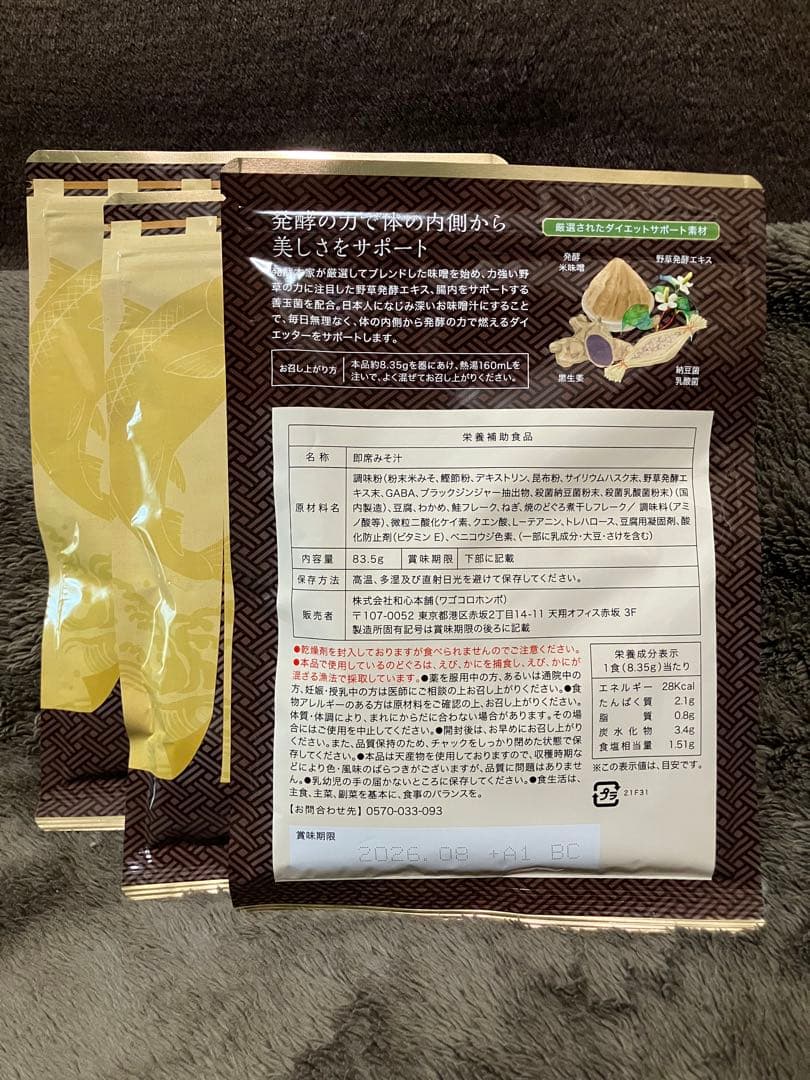 発酵の力で体の内側から
美しさをサポート
発酵本家が厳選してブレンドした味噌を始め、力強い野
草の力に注目した野草発酵エキス、腸内をサポートする
善玉菌を配合。日本人になじみ深いお味噌汁にすること
で、毎日無理なく、体の内側から発酵の力で燃えるダイ
エッターをサポートします。
お召し上がり方
本品約8.35gを器にあけ、熱湯160mLを
注いで、よく混ぜてお召し上がりください。
厳選されたダイエットサポート素材
発酵
米味噌
野草発酵エキス
黒生姜
納豆菌
乳酸菌
栄養補助食品
名称 即席みそ汁
原材料名
調味粉(粉末米みそ、鰹節粉、デキストリン、昆布粉、サイリウムハスク末、野草発酵エ
キス末、GABA、ブラックジンジャー抽出物、殺菌納豆菌粉末、殺菌乳酸菌粉末)(国
内製造)、豆腐、わかめ、鮭フレーク、ねぎ、焼のどぐろ煮干しフレーク/ 調味料(アミ
ノ酸等)、微粒二酸化ケイ素、クエン酸、L-テアニン、トレハロース、豆腐用凝固剤、酸
化防止剤(ビタミンE)、ベニコウジ色素、(一部に乳成分・大豆・さけを含む)
内容量 83.5g 賞味期限 下部に記載
保存方法 高温、多湿及び直射日光を避けて保存してください。
販売者
株式会社和心本舗(ワゴコロホンポ)
〒107-0052 東京都港区赤坂2丁目14-11 天翔オフィス赤坂 3F
製造所固有記号は賞味期限の後ろに記載
●乾燥剤を封入しておりますが食べられませんのでご注意ください。
●本品で使用しているのどぐろは、えび、かにを捕食し、えび、かにが
混ざる漁法で採取しています。●薬を服用中の方、あるいは通院中の
方、妊娠・授乳中の方は医師にご相談の上お召し上がりください。●食
物アレルギーのある方は原材料をご確認の上、お召し上がりください。
体質・体調により、まれにからだに合わない場合があります。その場
合にはご使用を中止してください。●開封後は、お早めにお召し上がり
ください。また、品質保持のため、チャックをしっかり閉めた状態で保
存してください。●本品は天産物を使用しておりますので、収穫時期な
どにより色・風味のばらつきがございますが、品質に問題はありませ
ん。●乳幼児の手の届かないところに保存してください。●食生活は、
主食、主菜、副菜を基本に、食事のバランスを。
【お問合わせ先】0570-033-093
栄養成分表示
1食(8.35g)当たり
エネルギー 28Kcal
たんぱく質 2.1g
脂質 0.8g
炭水化物 3.4g
食塩相当量 1.51g
※この表示値は、目安です。
プラ 21F31
賞味期限
2026.08 +A1 BC